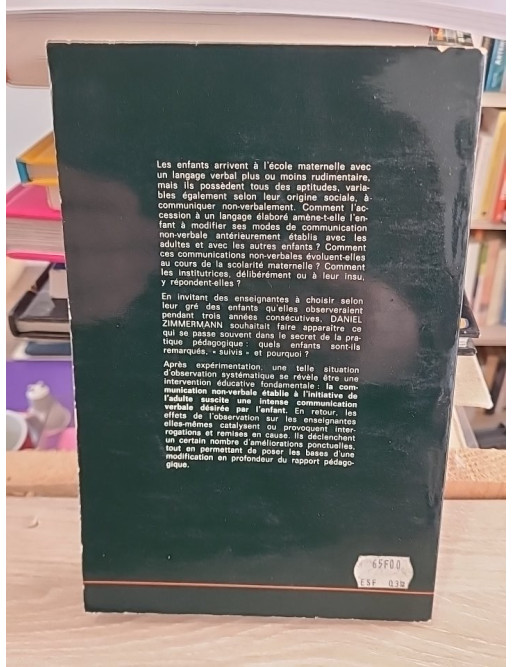 Les enfants arrivent à l'école maternelle avec
un langage verbal plus ou moins rudimentaire,
mais ils possèdent tous des aptitudes, varia-
bles également selon leur origine sociale, à
communiquer non-verbalement. Comment l'ac-
cession à un langage élaboré amène-t-elle l'en-
fant à modifier ses modes de communication
non-verbale antérieurement établis avec les
adultes et avec les autres enfants ? Comment
ces communications non-verbales évoluent-elles
au cours de la scolarité maternelle ? Comment
les institutrices, délibérément ou à leur insu,
y répondent-elles ?
En invitant des enseignantes à choisir selon
leur gré des enfants qu'elles observeraient
pendant trois années consécutives, DANIEL
ZIMMERMANN souhaitait faire apparaître ce
qui se passe souvent dans le secret de la pra-
tique pédagogique : quels enfants sont-ils
remarqués, « suivis » et pourquoi ?
Après expérimentation, une telle situation
d'observation systématique se révèle être une
intervention éducative fondamentale : la com-
munication non-verbale établie à l'initiative de
l'adulte suscite une intense communication
verbale désirée par l'enfant. En retour, les
effets de l'observation sur les enseignantes
elles-mêmes catalysent ou provoquent inter-
rogations et remises en cause. Ils déclenchent
un certain nombre d'améliorations ponctuelles,
tout en permettant de poser les bases d'une
modification en profondeur du rapport pédago-
gique.
65F00
ESF